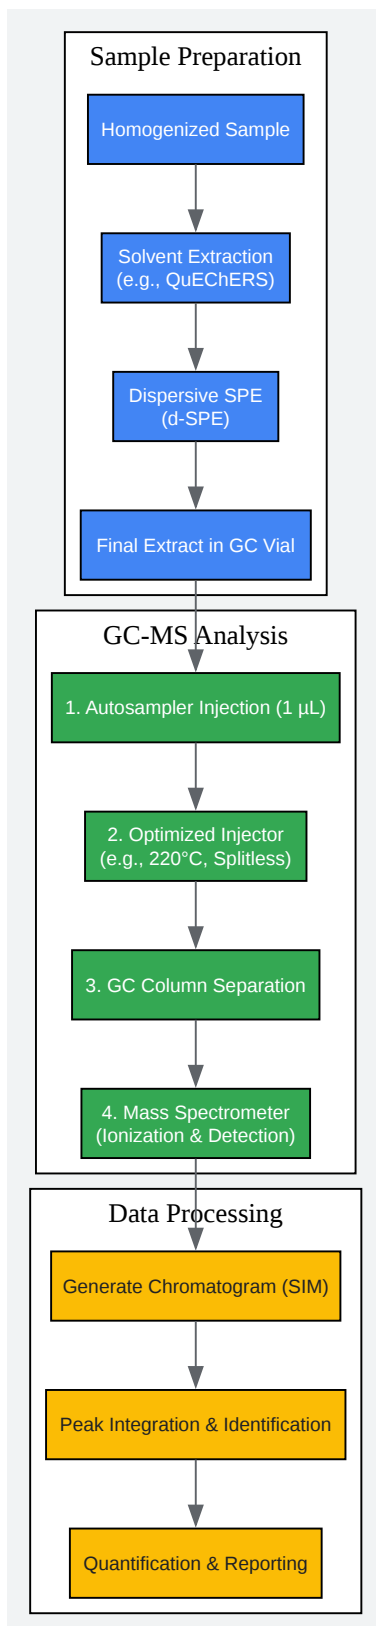 Sample Preparation
Homogenized Sample
Solvent Extraction
(e.g., QuEChERS)
Dispersive SPE
(d-SPE)
Final Extract in GC Vial
GC-MS Analysis
1. Autosampler Injection (1 µL)
2. Optimized Injector
(e.g., 220°C, Splitless)
3. GC Column Separation
4. Mass Spectrometer
(Ionization & Detection)
Data Processing
Generate Chromatogram (SIM)
Peak Integration & Identification
Quantification & Reporting